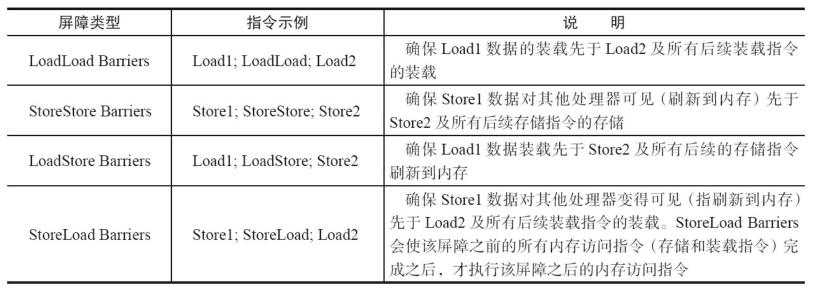 屏障类型 指令示例 说 明
LoadLoad Barriers Load1; LoadLoad; Load2 确保 Load1 数据的装载先于 Load2 及所有后续装载指令
的装载
StoreStore Barriers Store1; StoreStore; Store2 确保 Store1 数据对其他处理器可见（刷新到内存）先于
Store2 及所有后续存储指令的存储
LoadStore Barriers Load1; LoadStore; Store2 确保 Load1 数据装载先于 Store2 及所有后续的存储指令
刷新到内存
StoreLoad Barriers Store1; StoreLoad; Load2 确保 Store1 数据对其他处理器变得可见（指刷新到内存）
先于 Load2 及所有后续装载指令的装载。StoreLoad Barriers
会使该屏障之前的所有内存访问指令（存储和装载指令）完
成之后，才执行该屏障之后的内存访问指令